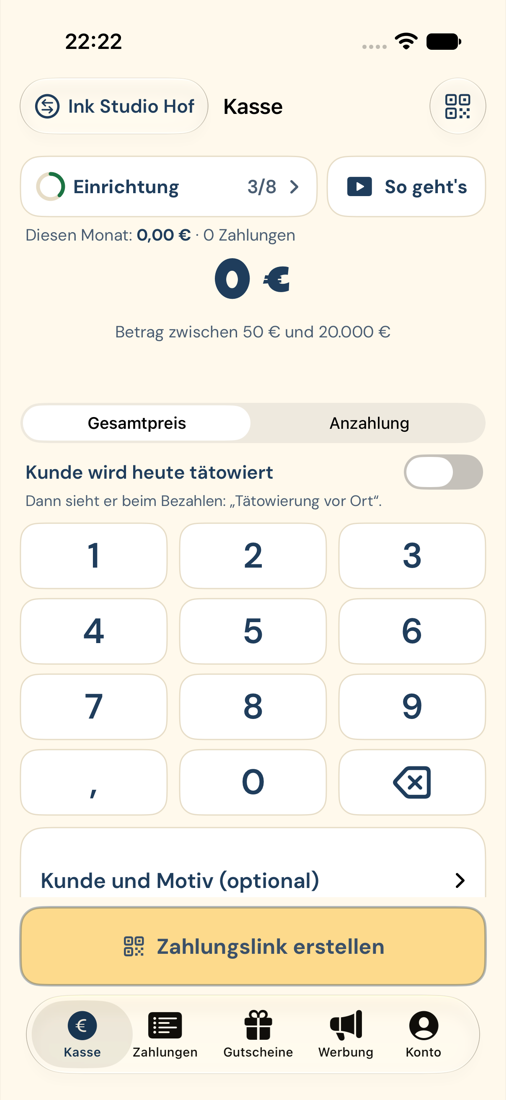 22:22
Ink Studio Hof
Kasse
Einrichtung 3/8
So geht's
Diesen Monat: 0,00 € · 0 Zahlungen
0 €
Betrag zwischen 50 € und 20.000 €
Gesamtpreis
Anzahlung
Kunde wird heute tätowiert
Dann sieht er beim Bezahlen: „Tätowierung vor Ort“.
1 2 3
4 5 6
7 8 9
, 0
Kunde und Motiv (optional)
Zahlungslink erstellen
Kasse Zahlungen Gutscheine Werbung Konto